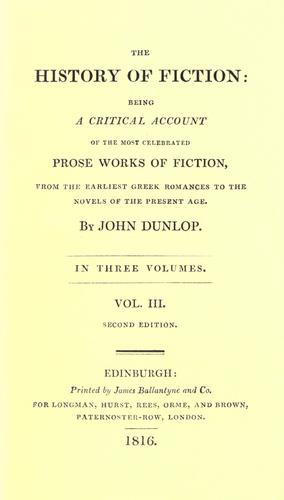 THE
HISTORY OF FICTION:
BEING
A CRITICAL ACCOUNT
OF THE MOST CELEBRATED
PROSE WORKS OF FICTION,
FROM THE EARLIEST GREEK ROMANCES TO THE
NOVELS OF THE PRESENT AGE.
BY JOHN DUNLOP.
IN THREE VOLUMES.
VOL. III.
SECOND EDITION.
EDINBURGH:
Printed by James Ballantyne and Co.
FOR LONGMAN, HURST, REES, ORME, AND BROWN,
PATERNOSTER-ROW, LONDON.
1816.